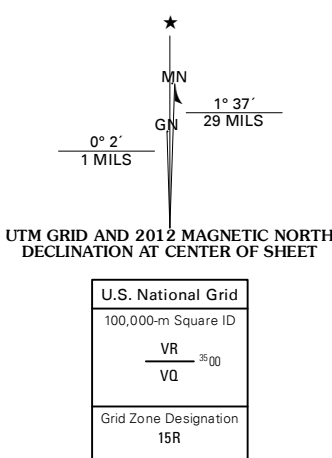 ★
MN
1° 37´
29 MILS
GN
0° 2´
1 MILS
UTM GRID AND 2012 MAGNETIC NORTH
DECLINATION AT CENTER OF SHEET
U.S. National Grid
100,000-m Square ID
VR
3500
VQ
Grid Zone Designation
15R